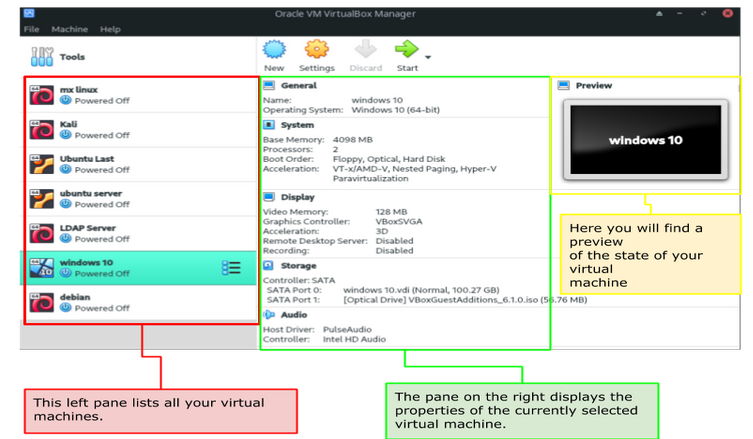 Oracle VM VirtualBox Manager
File Machine Help
Tools
New Settings Discard Start
mx linux
Powered Off
Kali
Powered Off
Ubuntu Last
Powered Off
ubuntu server
Powered Off
LDAP Server
Powered Off
windows 10
Powered Off
debian
Powered Off
General
Name: windows 10
Operating System: Windows 10 (64-bit)
System
Base Memory: 4098 MB
Processors: 2
Boot Order: Floppy, Optical, Hard Disk
Acceleration: VT-x/AMD-V, Nested Paging, Hyper-V
Paravirtualization
Display
Video Memory: 128 MB
Graphics Controller: VBoxSVGA
Acceleration: 3D
Remote Desktop Server: Disabled
Recording: Disabled
Storage
Controller: SATA
SATA Port 0: windows 10.vdi (Normal, 100.27 GB)
SATA Port 1: [Optical Drive] VBoxGuestAdditions_6.1.0.iso (56.76 MB)
Audio
Host Driver: PulseAudio
Controller: Intel HD Audio
Preview
windows 10
Here you will find a
preview
of the state of your
virtual
machine
This left pane lists all your virtual
machines.
The pane on the right displays the
properties of the currently selected
virtual machine.